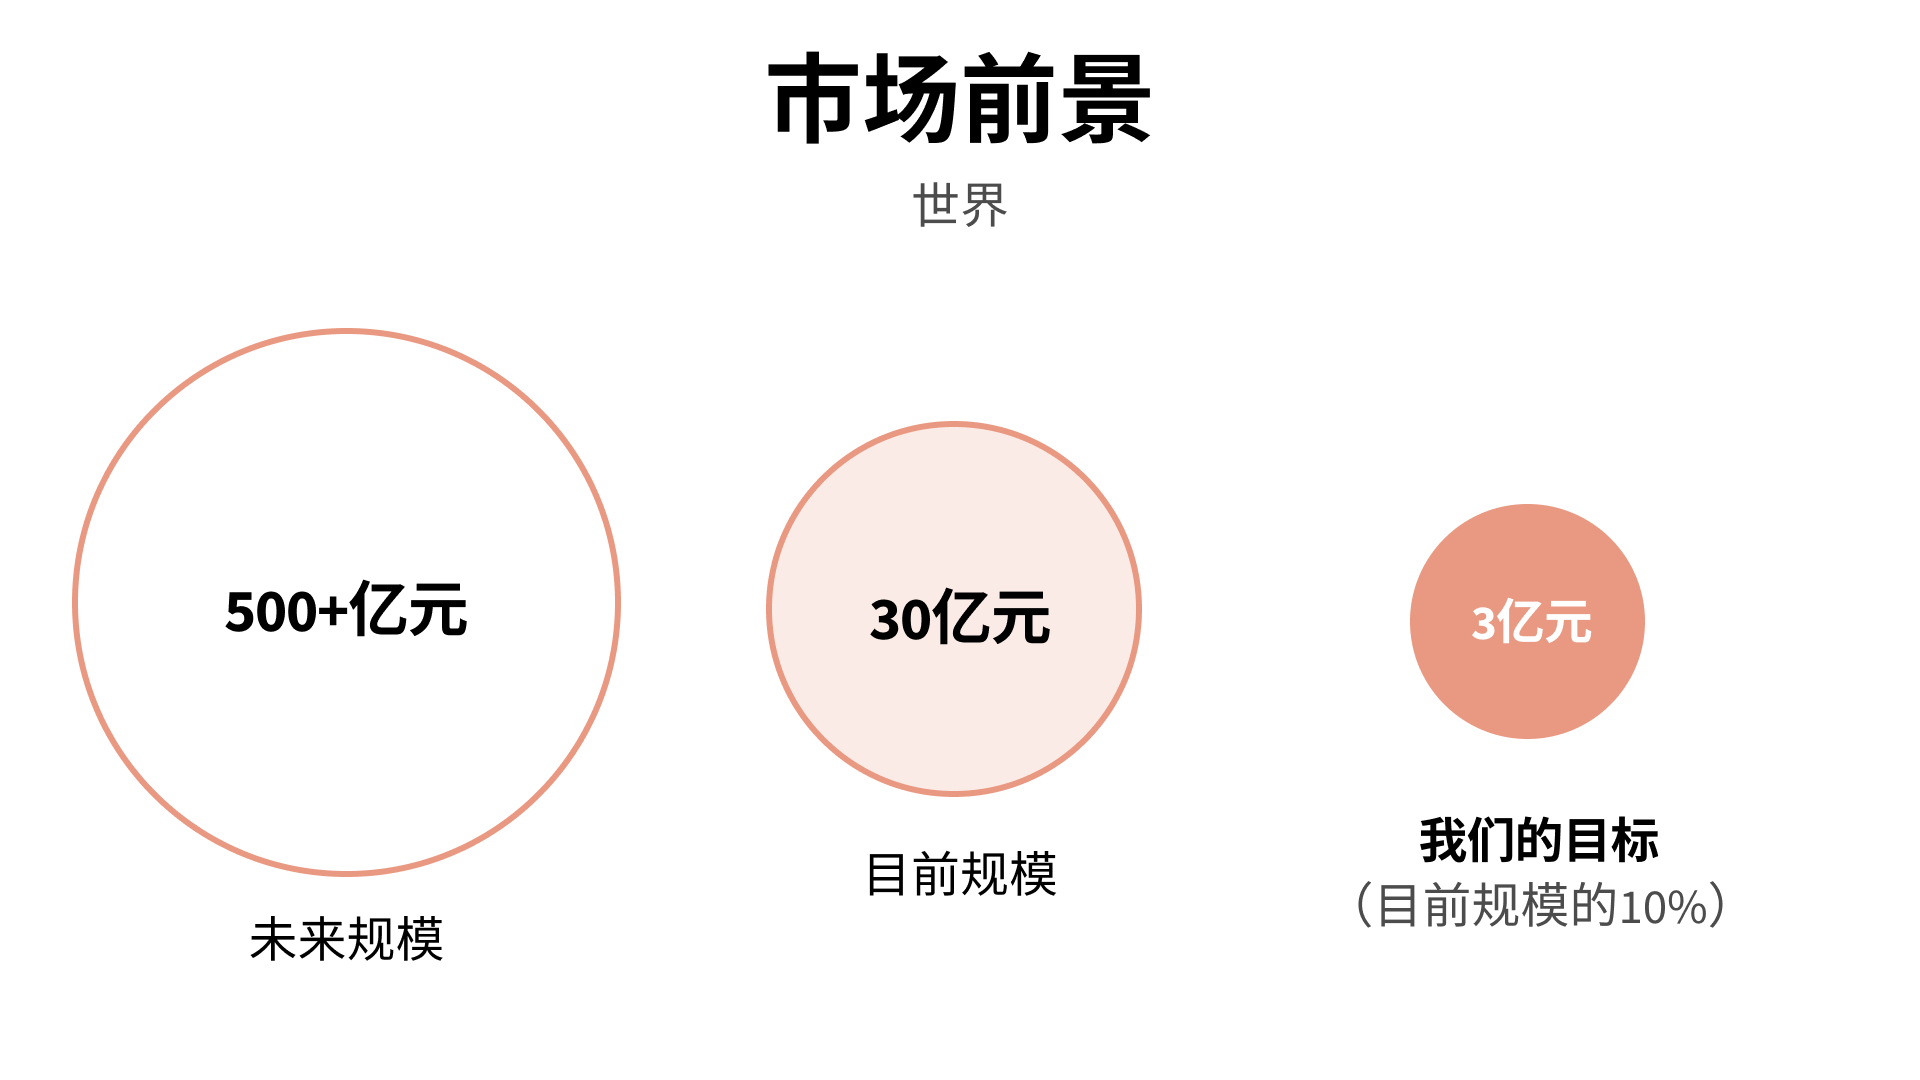 市场前景
世界
500+亿元
未来规模
30亿元
目前规模
3亿元
我们的目标
（目前规模的10%）